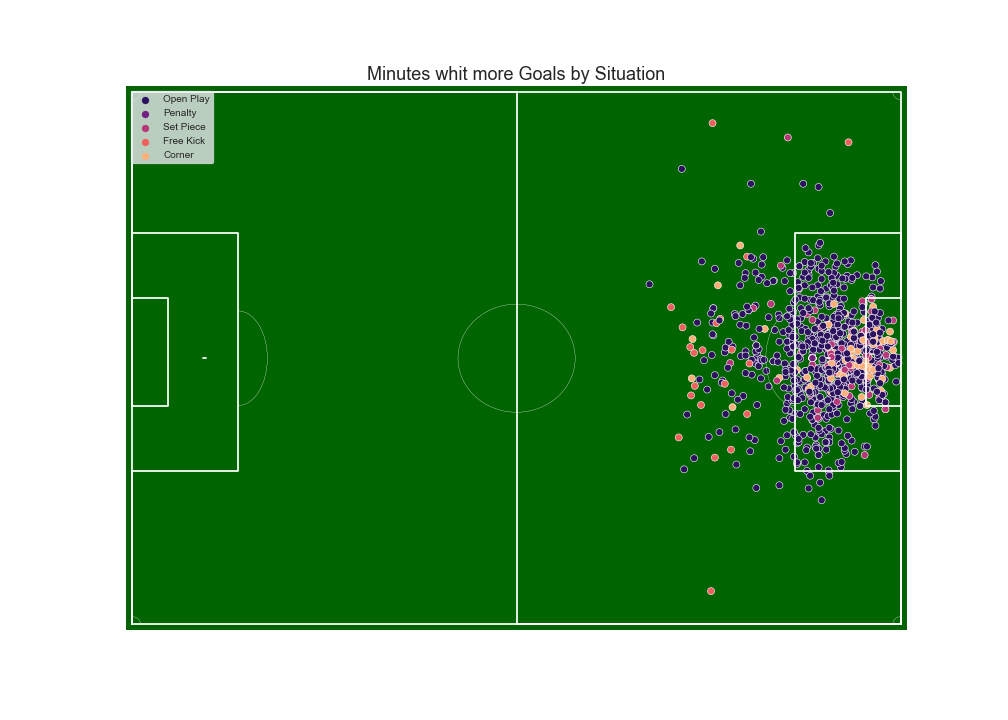 Minutes whit more Goals by Situation
Open Play
Penalty
Set Piece
Free Kick
Corner